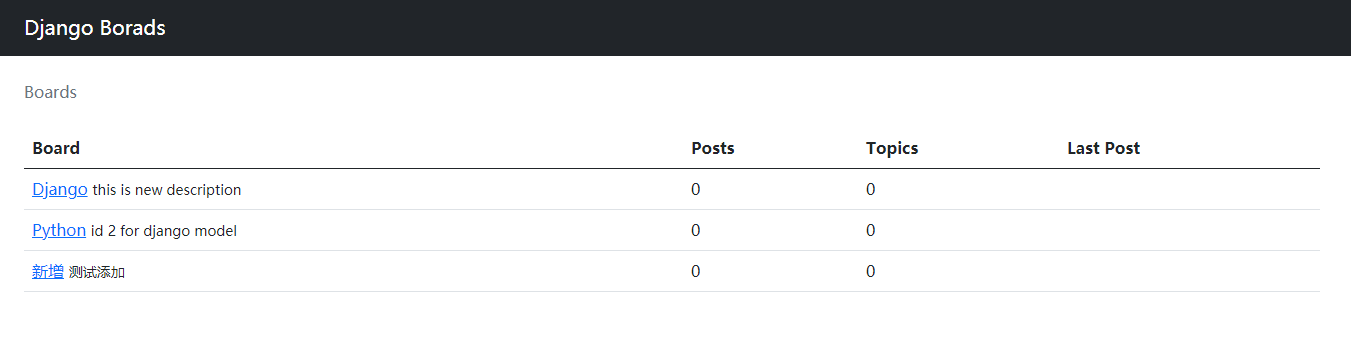 Django Borads
Boards
Board Posts Topics Last Post
Django this is new description 0 0
Python id 2 for django model 0 0
新增 测试添加 0 0